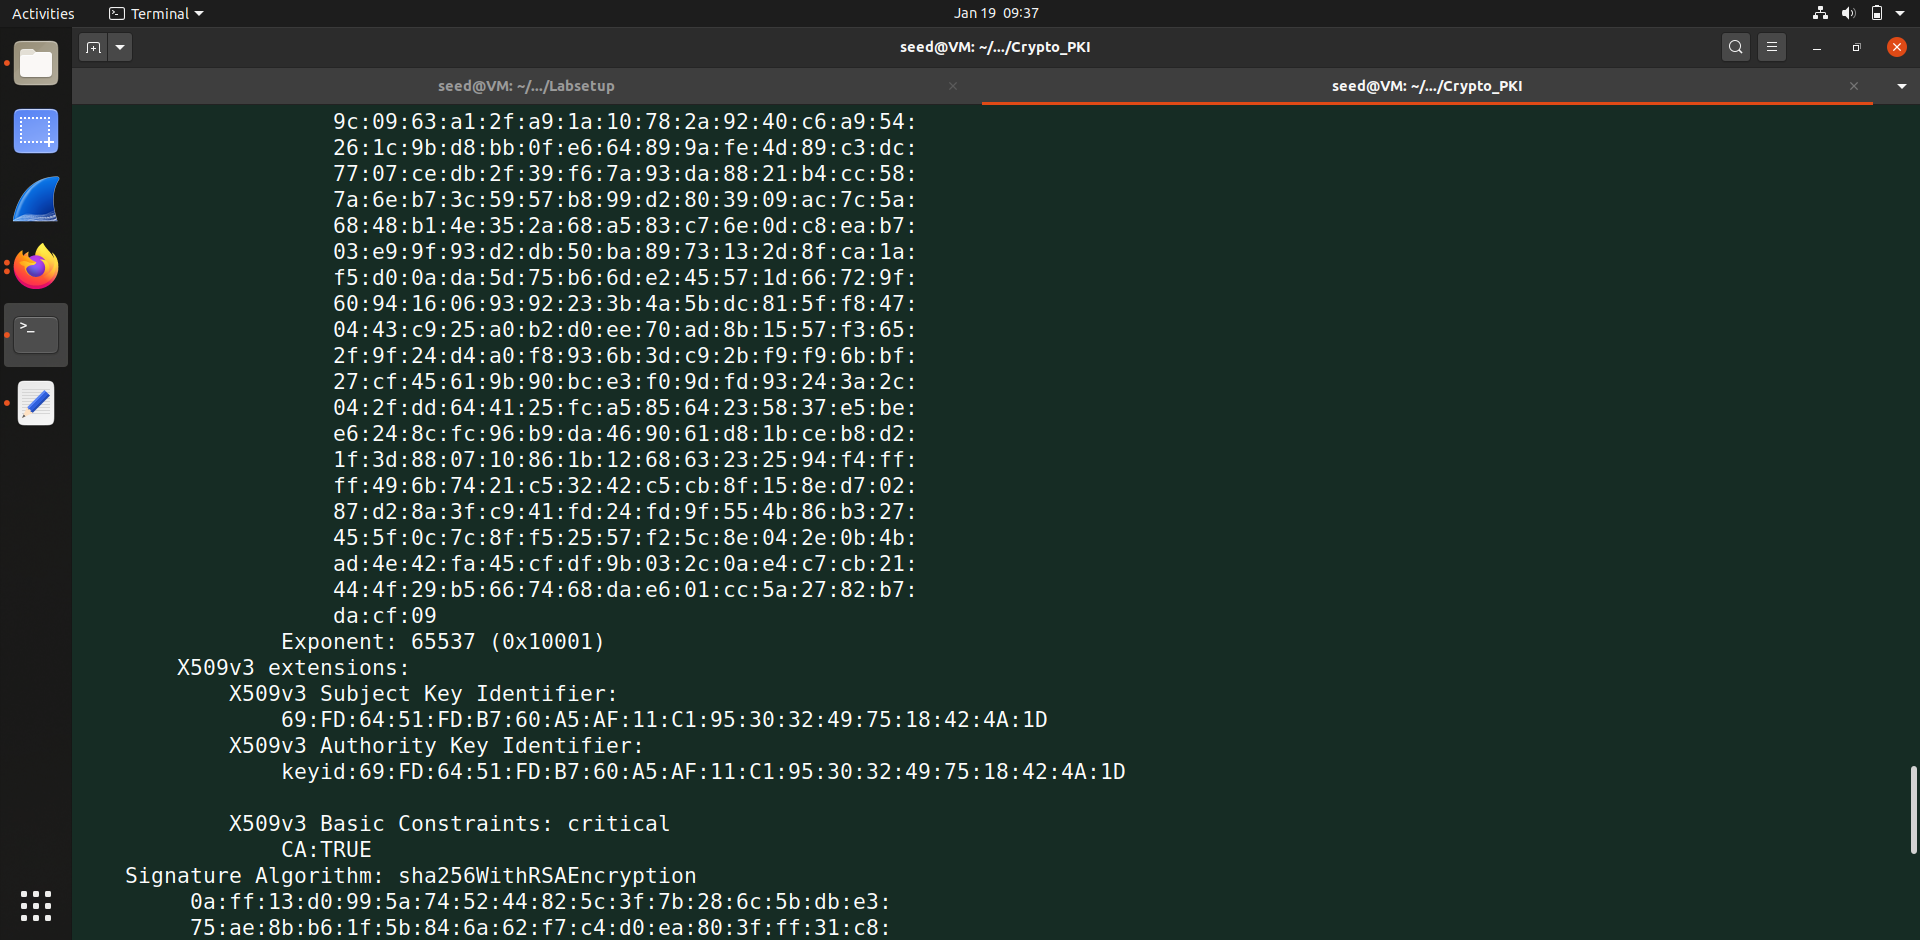 Activities
Terminal
Jan 19 09:37
seed@VM: ~/.../Crypto_PKI
seed@VM: ~/.../Labsetup
seed@VM: ~/.../Crypto_PKI
9c:09:63:a1:2f:a9:1a:10:78:2a:92:40:c6:a9:54:
26:1c:9b:d8:bb:0f:e6:64:89:9a:fe:4d:89:c3:dc:
77:07:ce:db:2f:39:f6:7a:93:da:88:21:b4:cc:58:
7a:6e:b7:3c:59:57:b8:99:d2:80:39:09:ac:7c:5a:
68:48:b1:4e:35:2a:68:a5:83:c7:6e:0d:c8:ea:b7:
03:e9:9f:93:d2:db:50:ba:89:73:13:2d:8f:ca:1a:
f5:d0:0a:da:5d:75:b6:6d:e2:45:57:1d:66:72:9f:
60:94:16:06:93:92:23:3b:4a:5b:dc:81:5f:f8:47:
04:43:c9:25:a0:b2:d0:ee:70:ad:8b:15:57:f3:65:
2f:9f:24:d4:a0:f8:93:6b:3d:c9:2b:f9:f9:6b:bf:
27:cf:45:61:9b:90:bc:e3:f0:9d:fd:93:24:3a:2c:
04:2f:dd:64:41:25:fc:a5:85:64:23:58:37:e5:be:
e6:24:8c:fc:96:b9:da:46:90:61:d8:1b:ce:b8:d2:
1f:3d:88:07:10:86:1b:12:68:63:23:25:94:f4:ff:
ff:49:6b:74:21:c5:32:42:c5:cb:8f:15:8e:d7:02:
87:d2:8a:3f:c9:41:fd:24:fd:9f:55:4b:86:b3:27:
45:5f:0c:7c:8f:f5:25:57:f2:5c:8e:04:2e:0b:4b:
ad:4e:42:fa:45:cf:df:9b:03:2c:0a:e4:c7:cb:21:
44:4f:29:b5:66:74:68:da:e6:01:cc:5a:27:82:b7:
da:cf:09
Exponent: 65537 (0x10001)
X509v3 extensions:
X509v3 Subject Key Identifier:
69:FD:64:51:FD:B7:60:A5:AF:11:C1:95:30:32:49:75:18:42:4A:1D
X509v3 Authority Key Identifier:
keyid:69:FD:64:51:FD:B7:60:A5:AF:11:C1:95:30:32:49:75:18:42:4A:1D
X509v3 Basic Constraints: critical
CA:TRUE
Signature Algorithm: sha256WithRSAEncryption
0a:ff:13:d0:99:5a:74:52:44:82:5c:3f:7b:28:6c:5b:db:e3:
75:ae:8b:b6:1f:5b:84:6a:62:f7:c4:d0:ea:80:3f:ff:31:c8: